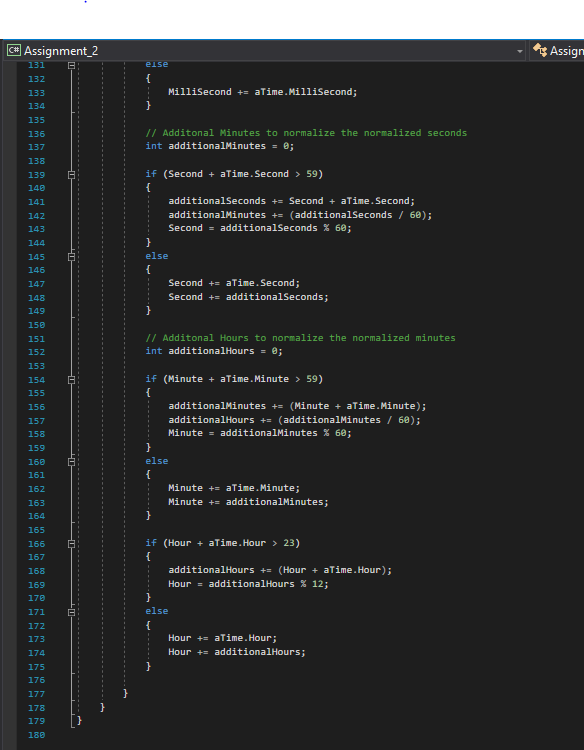 C# Assignment_2 Assign
131 else
132 {
133 MilliSecond += aTime.MilliSecond;
134 }
135
136 // Additonal Minutes to normalize the normalized seconds
137 int additionalMinutes = 0;
138
139 if (Second + aTime.Second > 59)
140 {
141 additionalSeconds += Second + aTime.Second;
142 additionalMinutes += (additionalSeconds / 60);
143 Second = additionalSeconds % 60;
144 }
145 else
146 {
147 Second += aTime.Second;
148 Second += additionalSeconds;
149 }
150
151 // Additonal Hours to normalize the normalized minutes
152 int additionalHours = 0;
153
154 if (Minute + aTime.Minute > 59)
155 {
156 additionalMinutes += (Minute + aTime.Minute);
157 additionalHours += (additionalMinutes / 60);
158 Minute = additionalMinutes % 60;
159 }
160 else
161 {
162 Minute += aTime.Minute;
163 Minute += additionalMinutes;
164 }
165
166 if (Hour + aTime.Hour > 23)
167 {
168 additionalHours += (Hour + aTime.Hour);
169 Hour = additionalHours % 12;
170 }
171 else
172 {
173 Hour += aTime.Hour;
174 Hour += additionalHours;
175 }
176
177 }
178 }
179 }
180